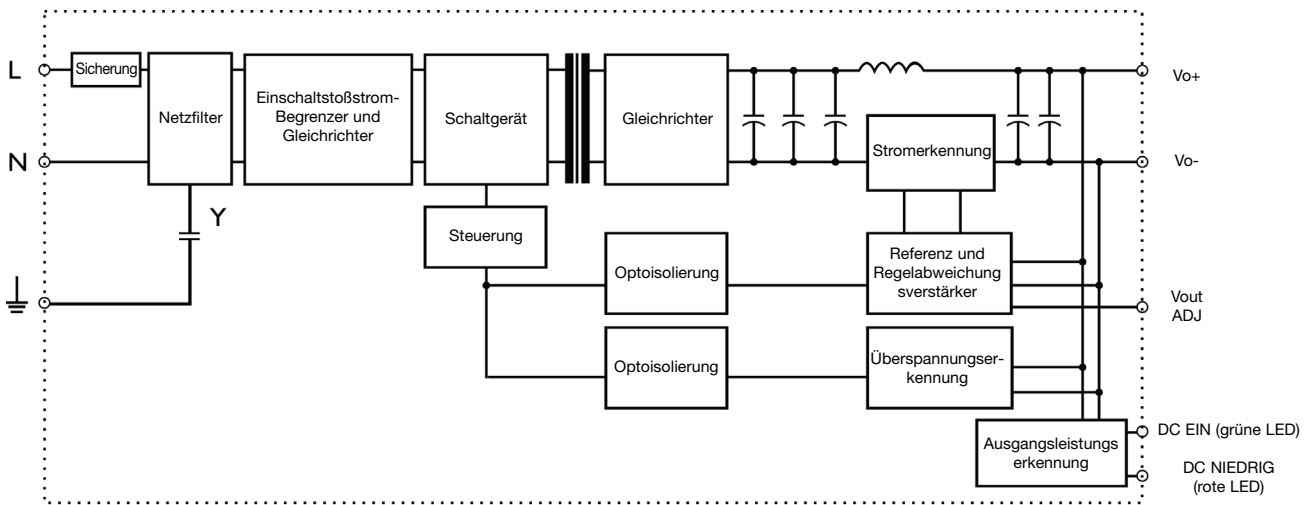 L
Sicherung
Netzfilter
Einschaltstoßstrom-
Begrenzer und
Gleichrichter
Schaltgerät
Gleichrichter
Vo+
N
Stromerkennung
Vo-
Y
Steuerung
Optoisolierung
Referenz und
Regelabweichung
sverstärker
Vout
ADJ
Optoisolierung
Überspannungser-
kennung
Ausgangsleistungs
erkennung
DC EIN (grüne LED)
DC NIEDRIG
(rote LED)